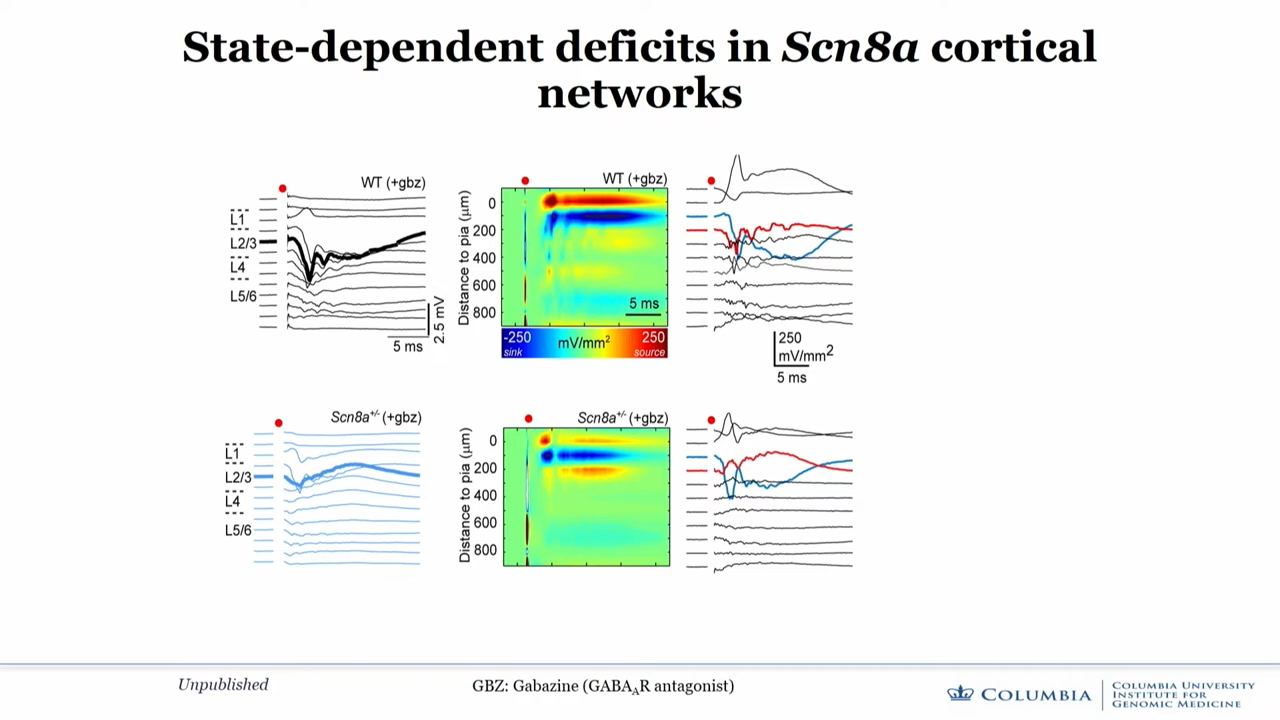 State-dependent deficits in Scn8a cortical
networks
WT (+gbz)
L1
L2/3
L4
L5/6
2.5 mV
5 ms
WT (+gbz)
Distance to pia (µm)
0
200
400
600
800
5 ms
-250
sink
mV/mm²
250
source
250
mV/mm²
5 ms
Scn8a+/- (+gbz)
L1
L2/3
L4
L5/6
Scn8a+/- (+gbz)
Distance to pia (µm)
0
200
400
600
800
Unpublished
GBZ: Gabazine (GABAAR antagonist)
COLUMBIA
COLUMBIA UNIVERSITY
INSTITUTE FOR
GENOMIC MEDICINE